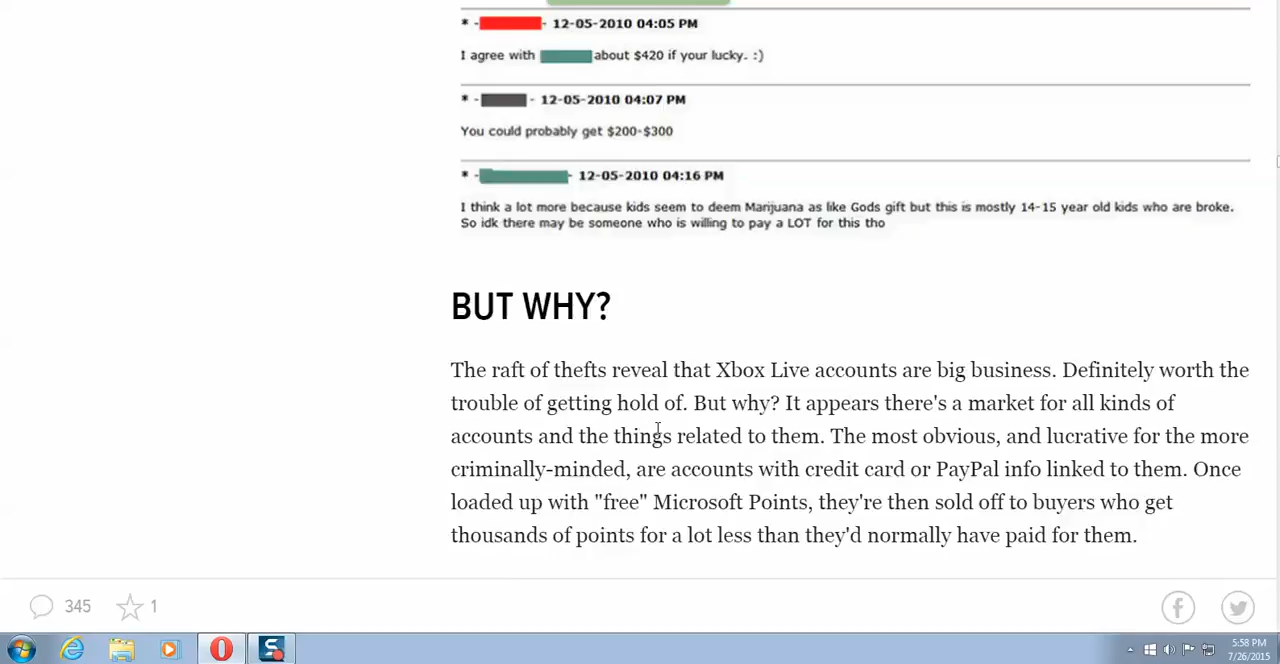 * - - 12-05-2010 04:05 PM
I agree with about $420 if your lucky. :)
* - - 12-05-2010 04:07 PM
You could probably get $200-$300
* - - 12-05-2010 04:16 PM
I think a lot more because kids seem to deem Marijuana as like Gods gift but this is mostly 14-15 year old kids who are broke.
So idk there may be someone who is willing to pay a LOT for this tho
BUT WHY?
The raft of thefts reveal that Xbox Live accounts are big business. Definitely worth the
trouble of getting hold of. But why? It appears there's a market for all kinds of
accounts and the things related to them. The most obvious, and lucrative for the more
criminally-minded, are accounts with credit card or PayPal info linked to them. Once
loaded up with "free" Microsoft Points, they're then sold off to buyers who get
thousands of points for a lot less than they'd normally have paid for them.
345 1
5:58 PM
7/26/2015